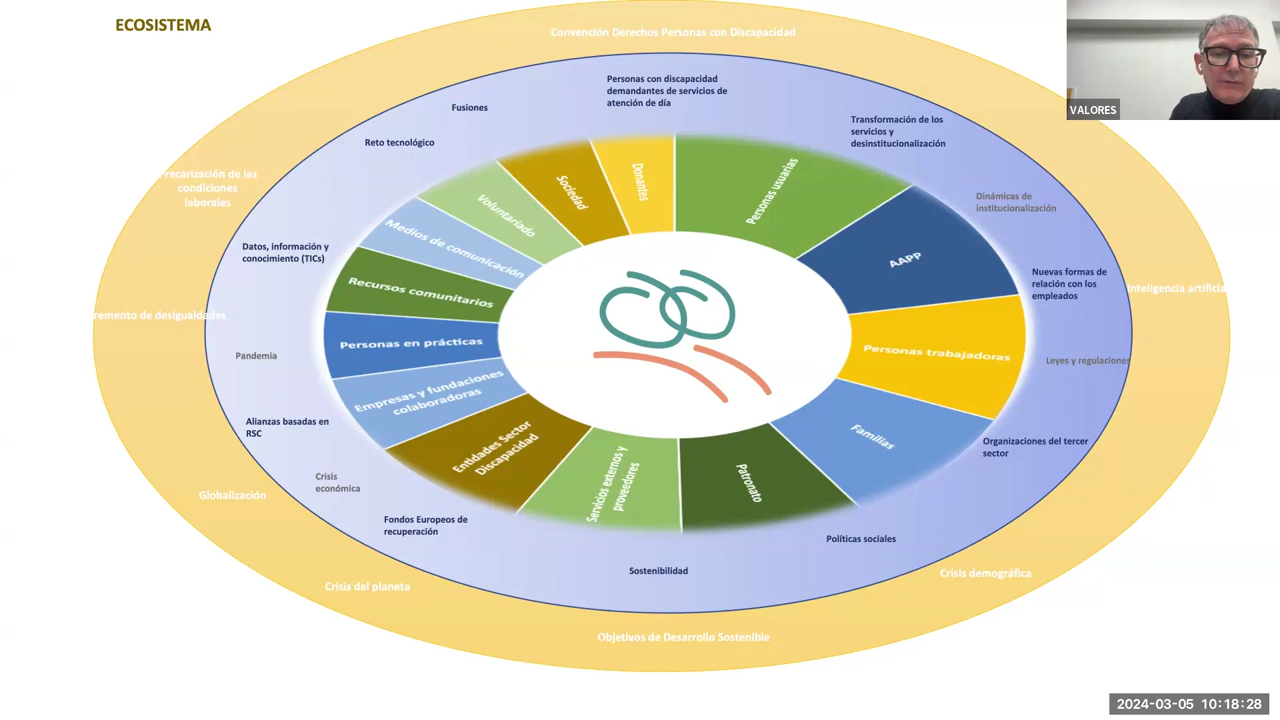 ECOSISTEMA
Convención Derechos Personas con Discapacidad
VALORES
Personas con discapacidad
demandantes de servicios de
atención de día
Fusiones
Reto tecnológico
Transformación de los
servicios y
desinstitucionalización
Precarización de las
condiciones
laborales
Dinámicas de
institucionalización
Datos, información y
conocimiento (TICs)
Nuevas formas de
relación con los
empleados
Inteligencia artificia
remento de desigualdades
Pandemia
Leyes y regulaciones
Alianzas basadas en
RSC
Organizaciones del tercer
sector
Crisis
económica
Globalización
Fondos Europeos de
recuperación
Políticas sociales
Sostenibilidad
Crisis demográfica
Crisis del planeta
Objetivos de Desarrollo Sostenible
Personas usuarias
AAPP
Personas trabajadoras
Familias
Patronato
Servicios externos y
proveedores
Entidades Sector
Discapacidad
Empresas y fundaciones
colaboradoras
Personas en prácticas
Recursos comunitarios
Medios de comunicación
Voluntariado
Sociedad
Donantes
2024-03-05 10:18:28